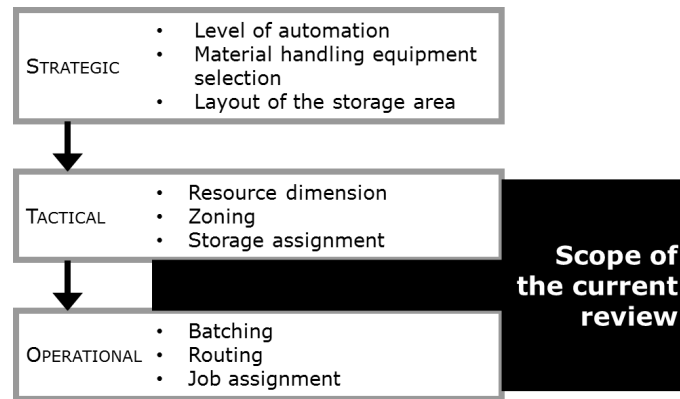 STRATEGIC
• Level of automation
• Material handling equipment
selection
• Layout of the storage area
TACTICAL
• Resource dimension
• Zoning
• Storage assignment
Scope of
the current
review
OPERATIONAL
• Batching
• Routing
• Job assignment